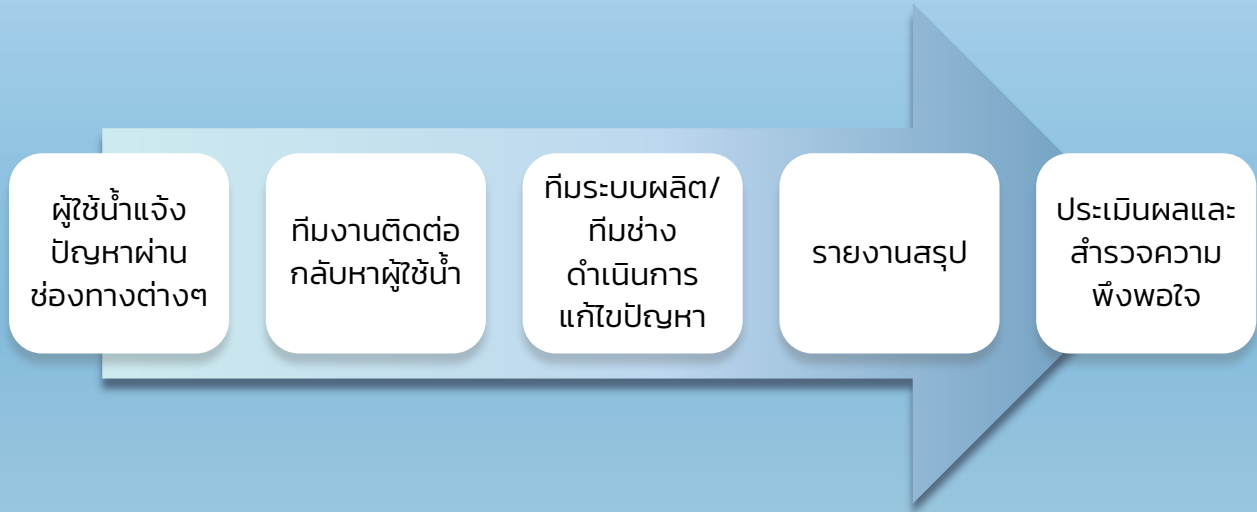 ผู้ใช้น้ำแจ้ง
ปัญหาผ่าน
ช่องทางต่างๆ
ทีมงานติดต่อ
กลับหาผู้ใช้น้ำ
ทีมระบบผลิต/
ทีมช่าง
ดำเนินการ
แก้ไขปัญหา
รายงานสรุป
ประเมินผลและ
สำรวจความ
พึงพอใจ